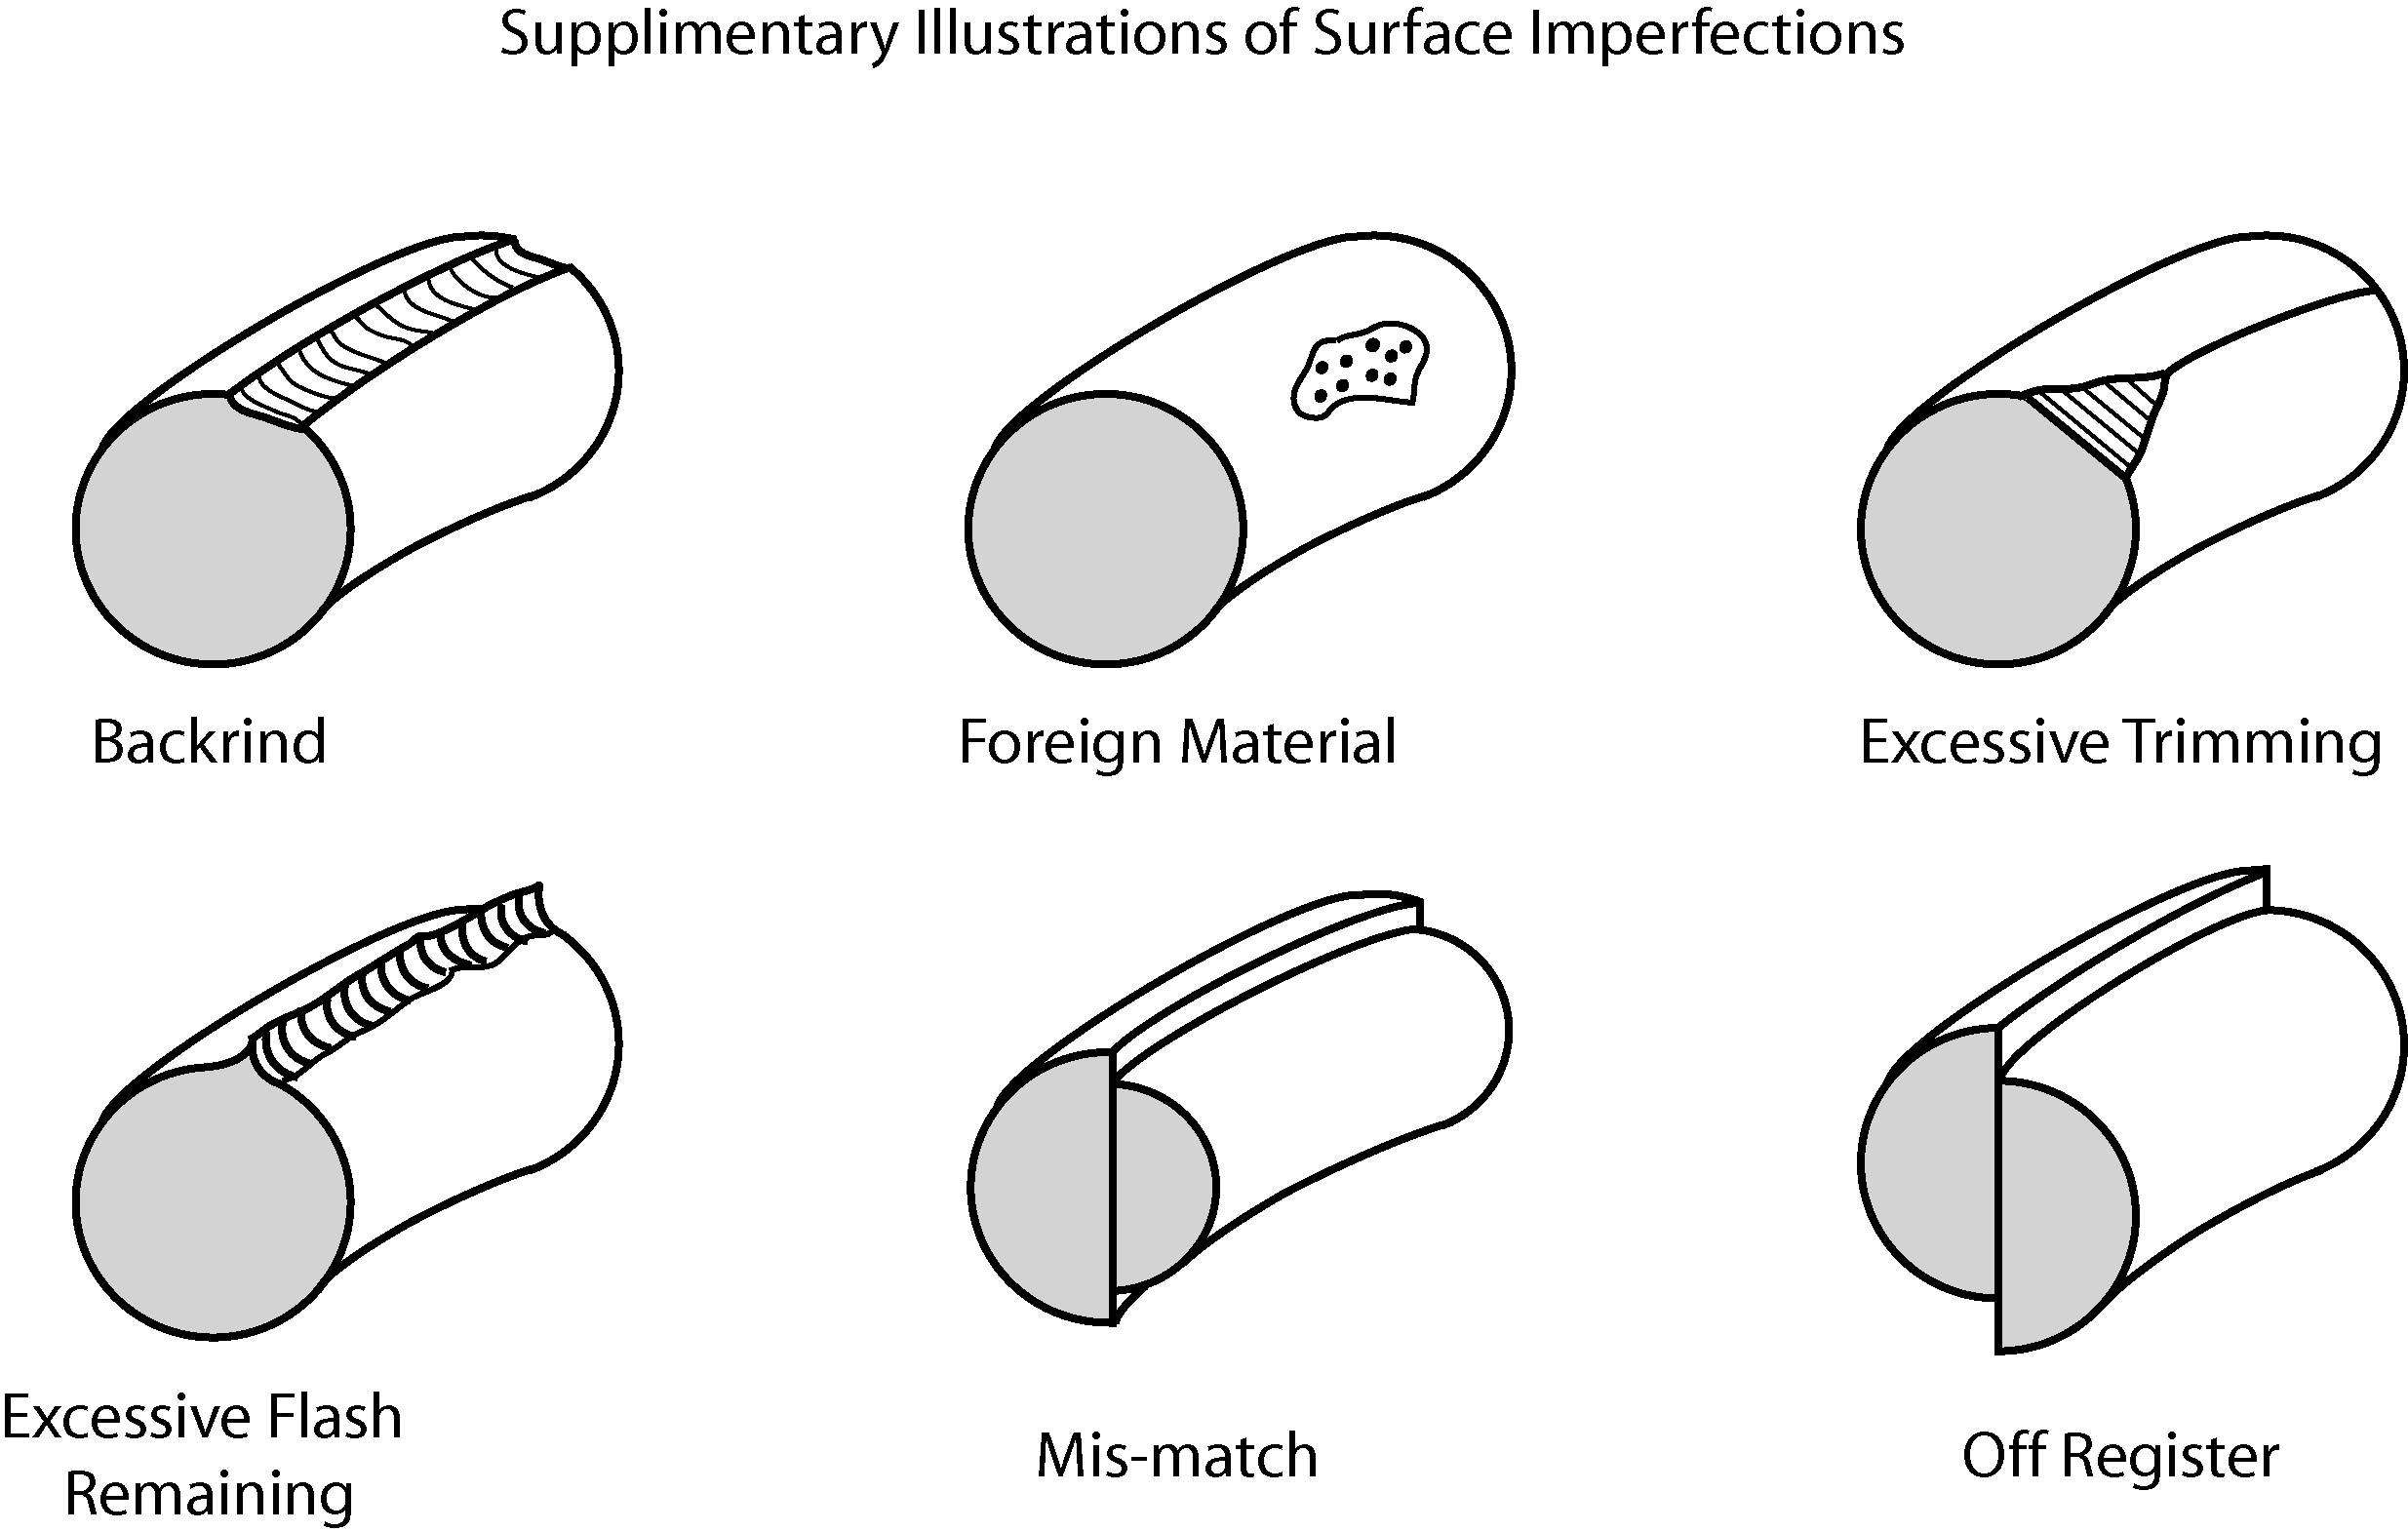 Supplimentary Illustrations of Surface Imperfections
Backrind
Foreign Material
Excessive Trimming
Excessive Flash
Remaining
Mis-match
Off Register